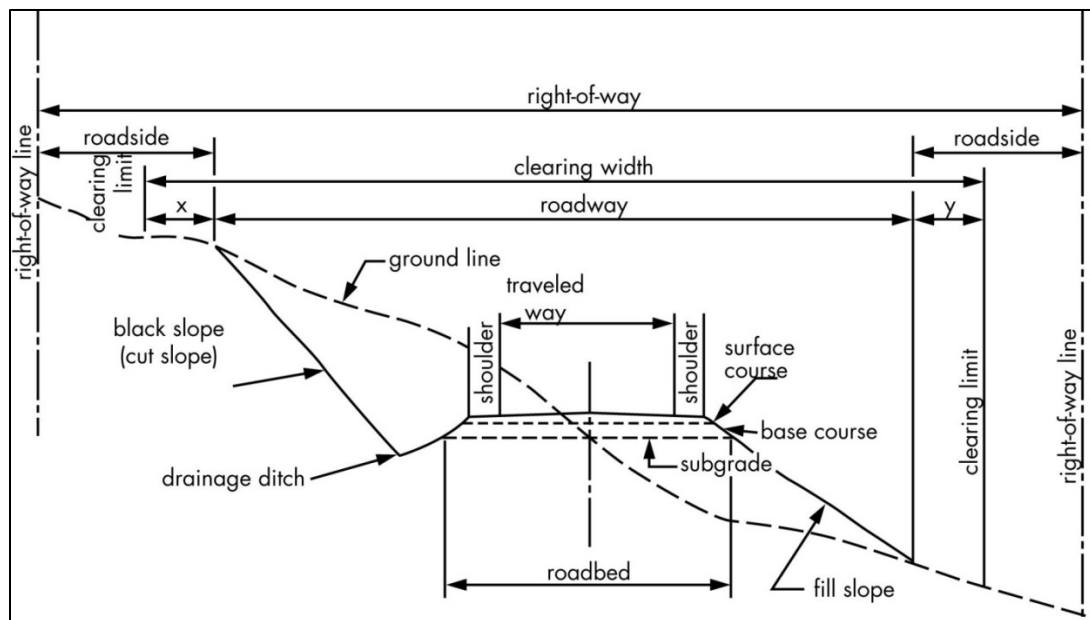 right-of-way
roadside
roadside
right-of-way line
clearing
limit
clearing width
x
roadway
y
ground line
traveled
way
black slope
(cut slope)
shoulder
shoulder
surface
course
base course
subgrade
drainage ditch
clearing limit
right-of-way line
roadbed
fill slope